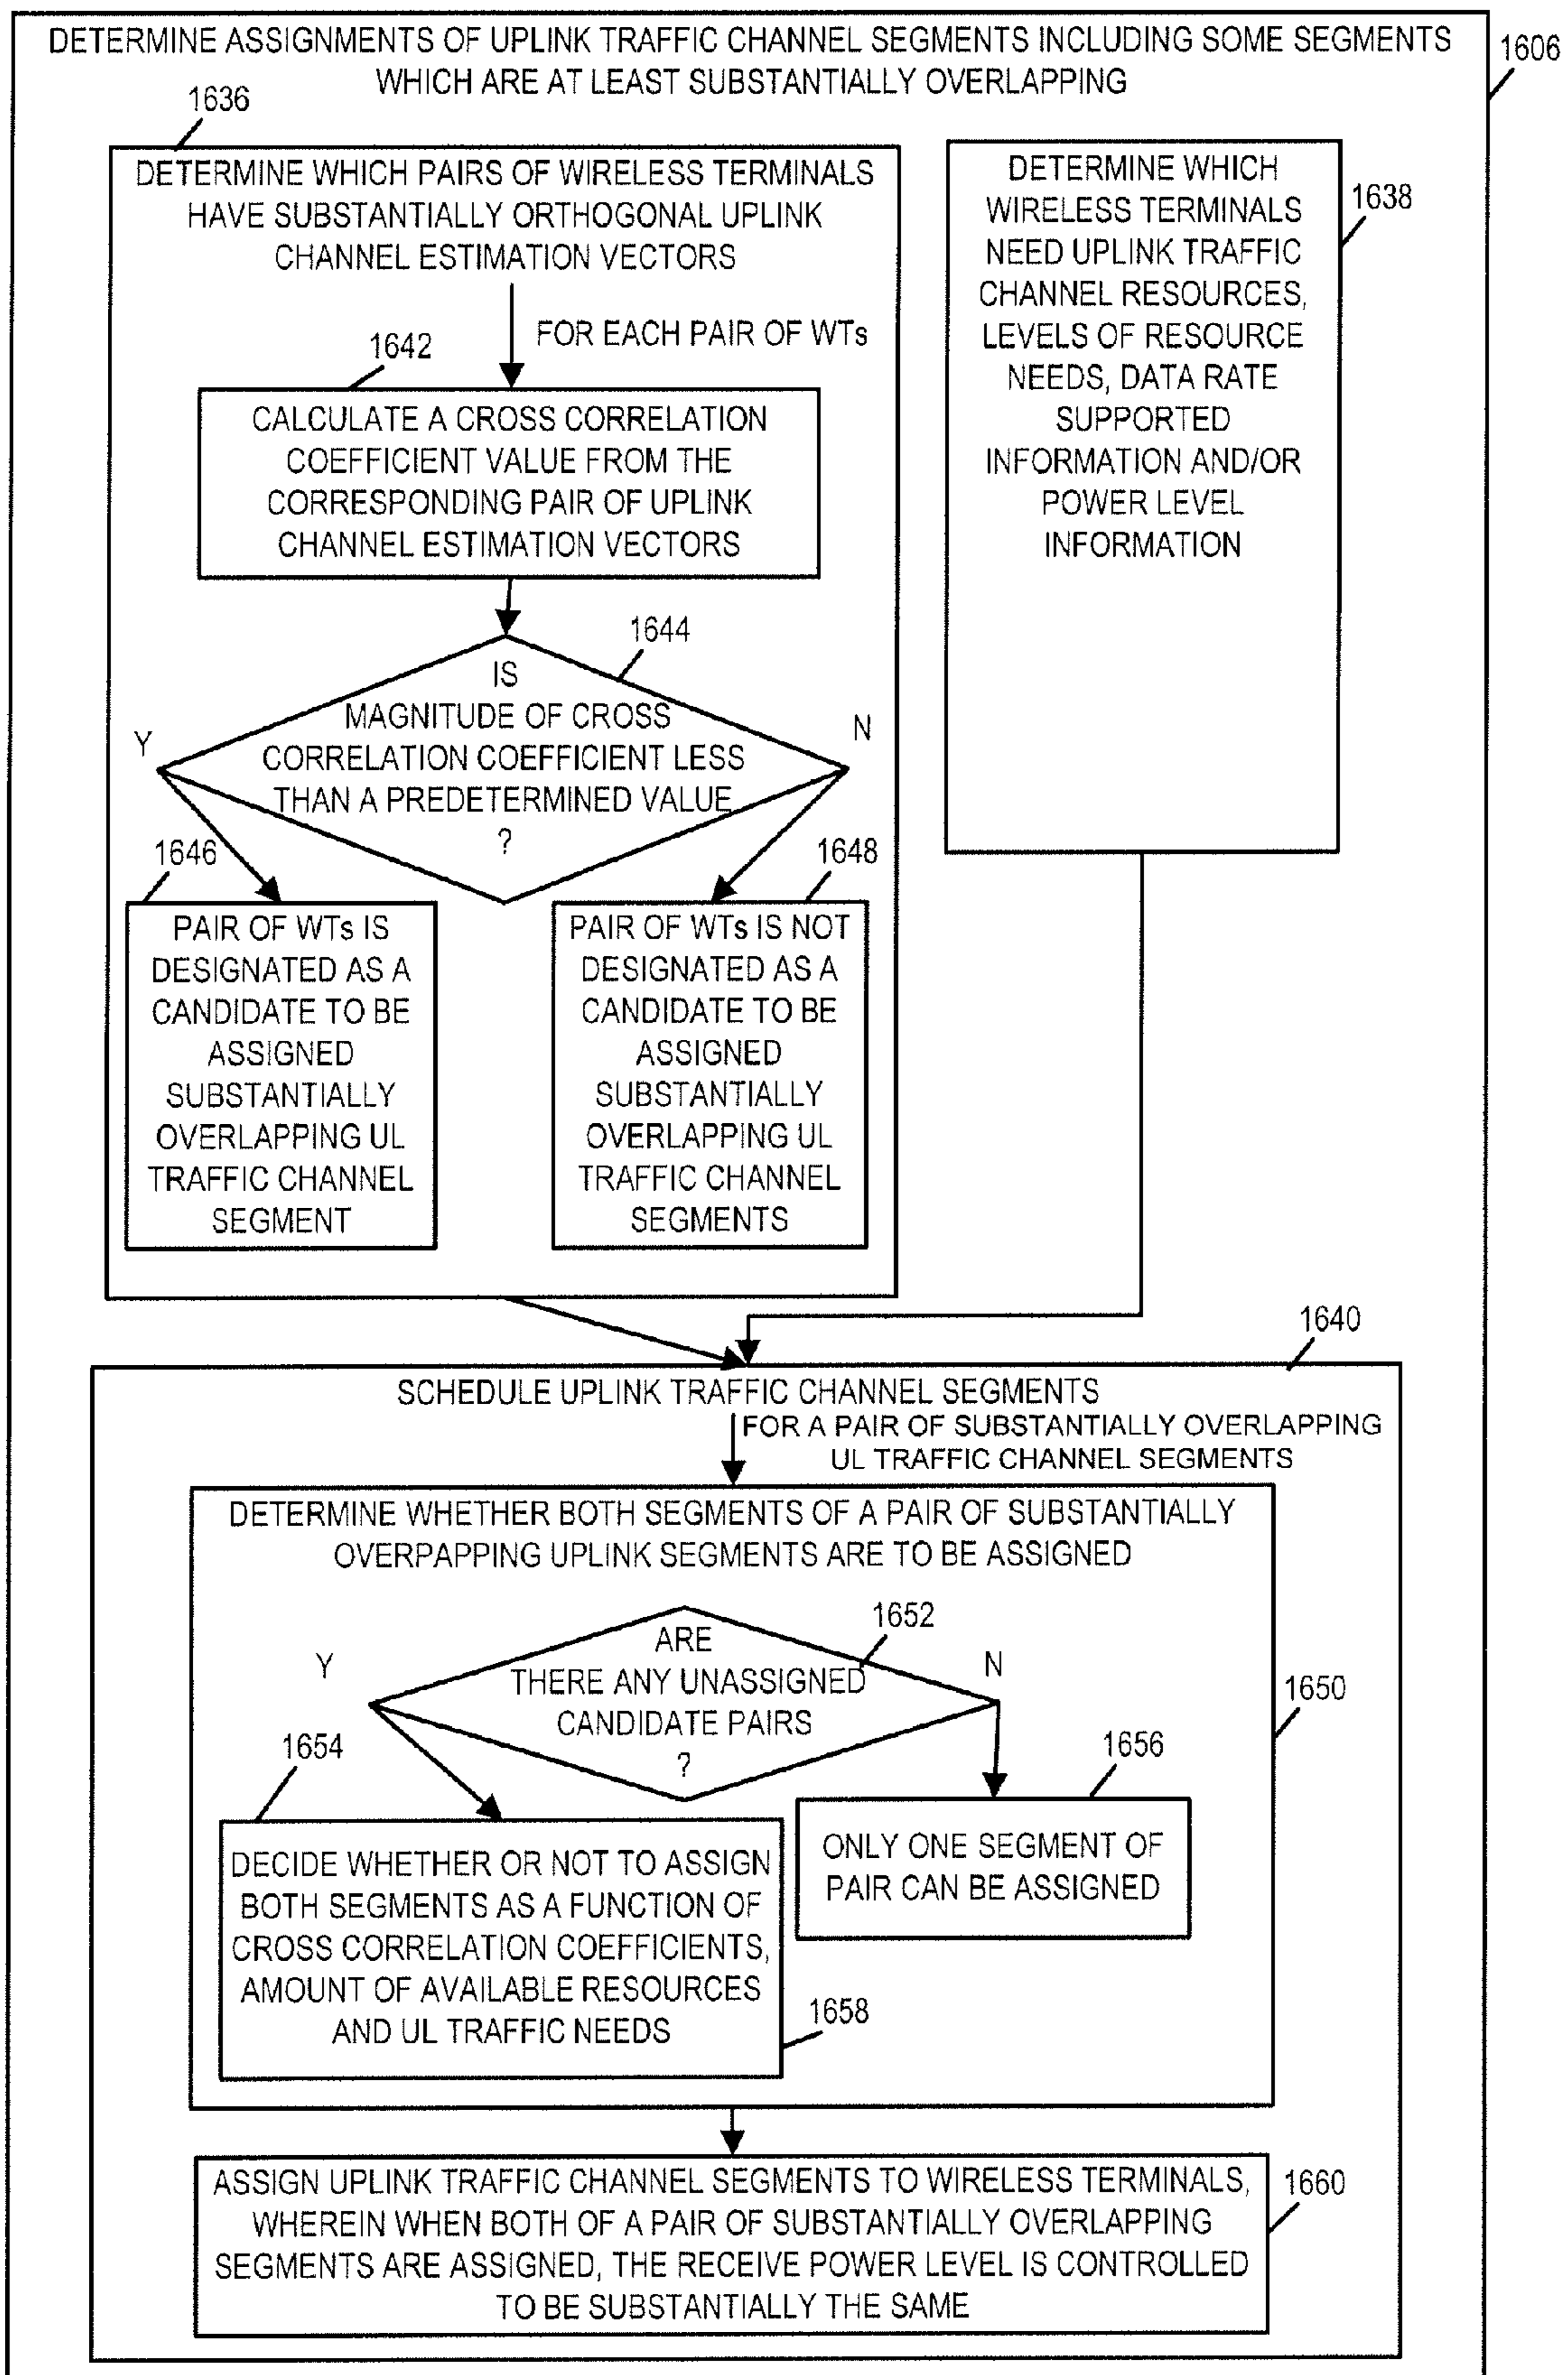 DETERMINE ASSIGNMENTS OF UPLINK TRAFFIC CHANNEL SEGMENTS INCLUDING SOME SEGMENTS
WHICH ARE AT LEAST SUBSTANTIALLY OVERLAPPING
1606
1636
DETERMINE WHICH PAIRS OF WIRELESS TERMINALS
HAVE SUBSTANTIALLY ORTHOGONAL UPLINK
CHANNEL ESTIMATION VECTORS
FOR EACH PAIR OF WTs
1642
CALCULATE A CROSS CORRELATION
COEFFICIENT VALUE FROM THE
CORRESPONDING PAIR OF UPLINK
CHANNEL ESTIMATION VECTORS
1644
IS
MAGNITUDE OF CROSS
CORRELATION COEFFICIENT LESS
THAN A PREDETERMINED VALUE
?
Y
N
1646
PAIR OF WTs IS
DESIGNATED AS A
CANDIDATE TO BE
ASSIGNED
SUBSTANTIALLY
OVERLAPPING UL
TRAFFIC CHANNEL
SEGMENT
1648
PAIR OF WTs IS NOT
DESIGNATED AS A
CANDIDATE TO BE
ASSIGNED
SUBSTANTIALLY
OVERLAPPING UL
TRAFFIC CHANNEL
SEGMENTS
DETERMINE WHICH
WIRELESS TERMINALS
NEED UPLINK TRAFFIC
CHANNEL RESOURCES,
LEVELS OF RESOURCE
NEEDS, DATA RATE
SUPPORTED
INFORMATION AND/OR
POWER LEVEL
INFORMATION
1638
1640
SCHEDULE UPLINK TRAFFIC CHANNEL SEGMENTS
FOR A PAIR OF SUBSTANTIALLY OVERLAPPING
UL TRAFFIC CHANNEL SEGMENTS
DETERMINE WHETHER BOTH SEGMENTS OF A PAIR OF SUBSTANTIALLY
OVERPAPPING UPLINK SEGMENTS ARE TO BE ASSIGNED
1652
ARE
THERE ANY UNASSIGNED
CANDIDATE PAIRS
?
Y
N
1650
1654
DECIDE WHETHER OR NOT TO ASSIGN
BOTH SEGMENTS AS A FUNCTION OF
CROSS CORRELATION COEFFICIENTS,
AMOUNT OF AVAILABLE RESOURCES
AND UL TRAFFIC NEEDS
1656
ONLY ONE SEGMENT OF
PAIR CAN BE ASSIGNED
1658
ASSIGN UPLINK TRAFFIC CHANNEL SEGMENTS TO WIRELESS TERMINALS,
WHEREIN WHEN BOTH OF A PAIR OF SUBSTANTIALLY OVERLAPPING
SEGMENTS ARE ASSIGNED, THE RECEIVE POWER LEVEL IS CONTROLLED
TO BE SUBSTANTIALLY THE SAME
1660